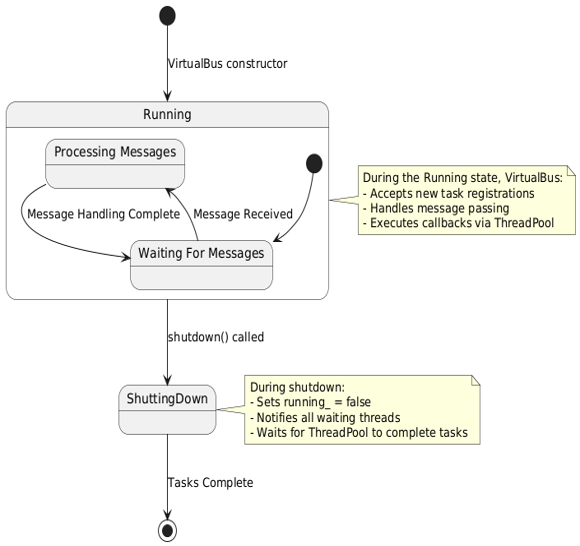 VirtualBus constructor
Running
Processing Messages
Message Handling Complete
Message Received
Waiting For Messages
During the Running state, VirtualBus:
- Accepts new task registrations
- Handles message passing
- Executes callbacks via ThreadPool
shutdown() called
ShuttingDown
During shutdown:
- Sets running_ = false
- Notifies all waiting threads
- Waits for ThreadPool to complete tasks
Tasks Complete